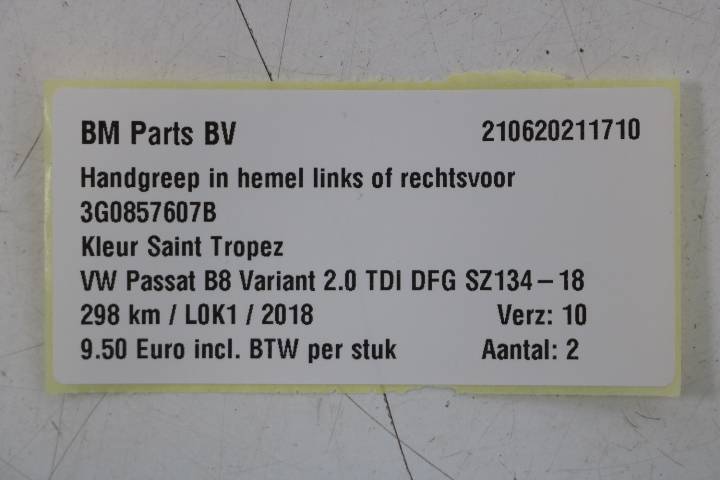 BM Parts BV 210620211710
Handgreep in hemel links of rechtsvoor
3G0857607B
Kleur Saint Tropez
VW Passat B8 Variant 2.0 TDI DFG SZ134 – 18
298 km / L0K1 / 2018 Verz: 10
9.50 Euro incl. BTW per stuk Aantal: 2